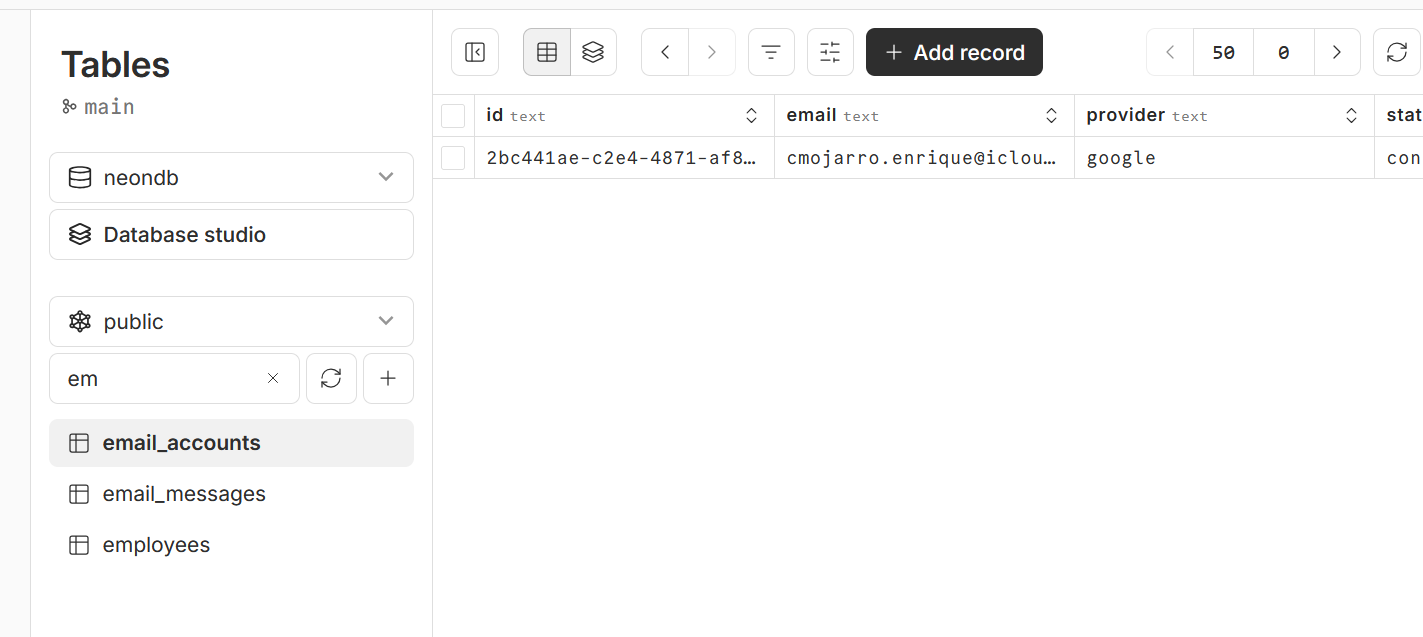 Tables
main
neondb
Database studio
public
em
email_accounts
email_messages
employees
Add record
50 0
id text email text provider text stat
2bc441ae-c2e4-4871-af8… cmojarro.enrique@iclou… google con